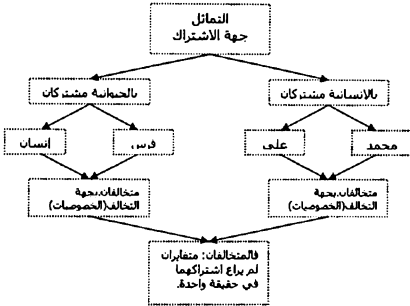 التماثل
جهة الاشتراك
بالإنسانية مشتركان
بالحيوانية مشتركان
محمد
علي
فرس
إنسان
متخالفان.بجهة
التخالف(الخصوصيات)
متخالفان.بجهة
التخالف(الخصوصيات)
فالمتخالفان: متغايران
لم يراع اشتراكهما
في حقيقة واحدة.